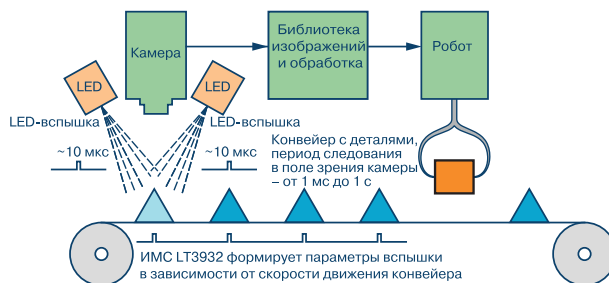 Камера
Библиотека
изображений
и обработка
Робот
LED
LED
LED-вспышка
LED-вспышка
~10 мкс
~10 мкс
Конвейер с деталями,
период следования
в поле зрения камеры
– от 1 мс до 1 с
ИМС LT3932 формирует параметры вспышки
в зависимости от скорости движения конвейера